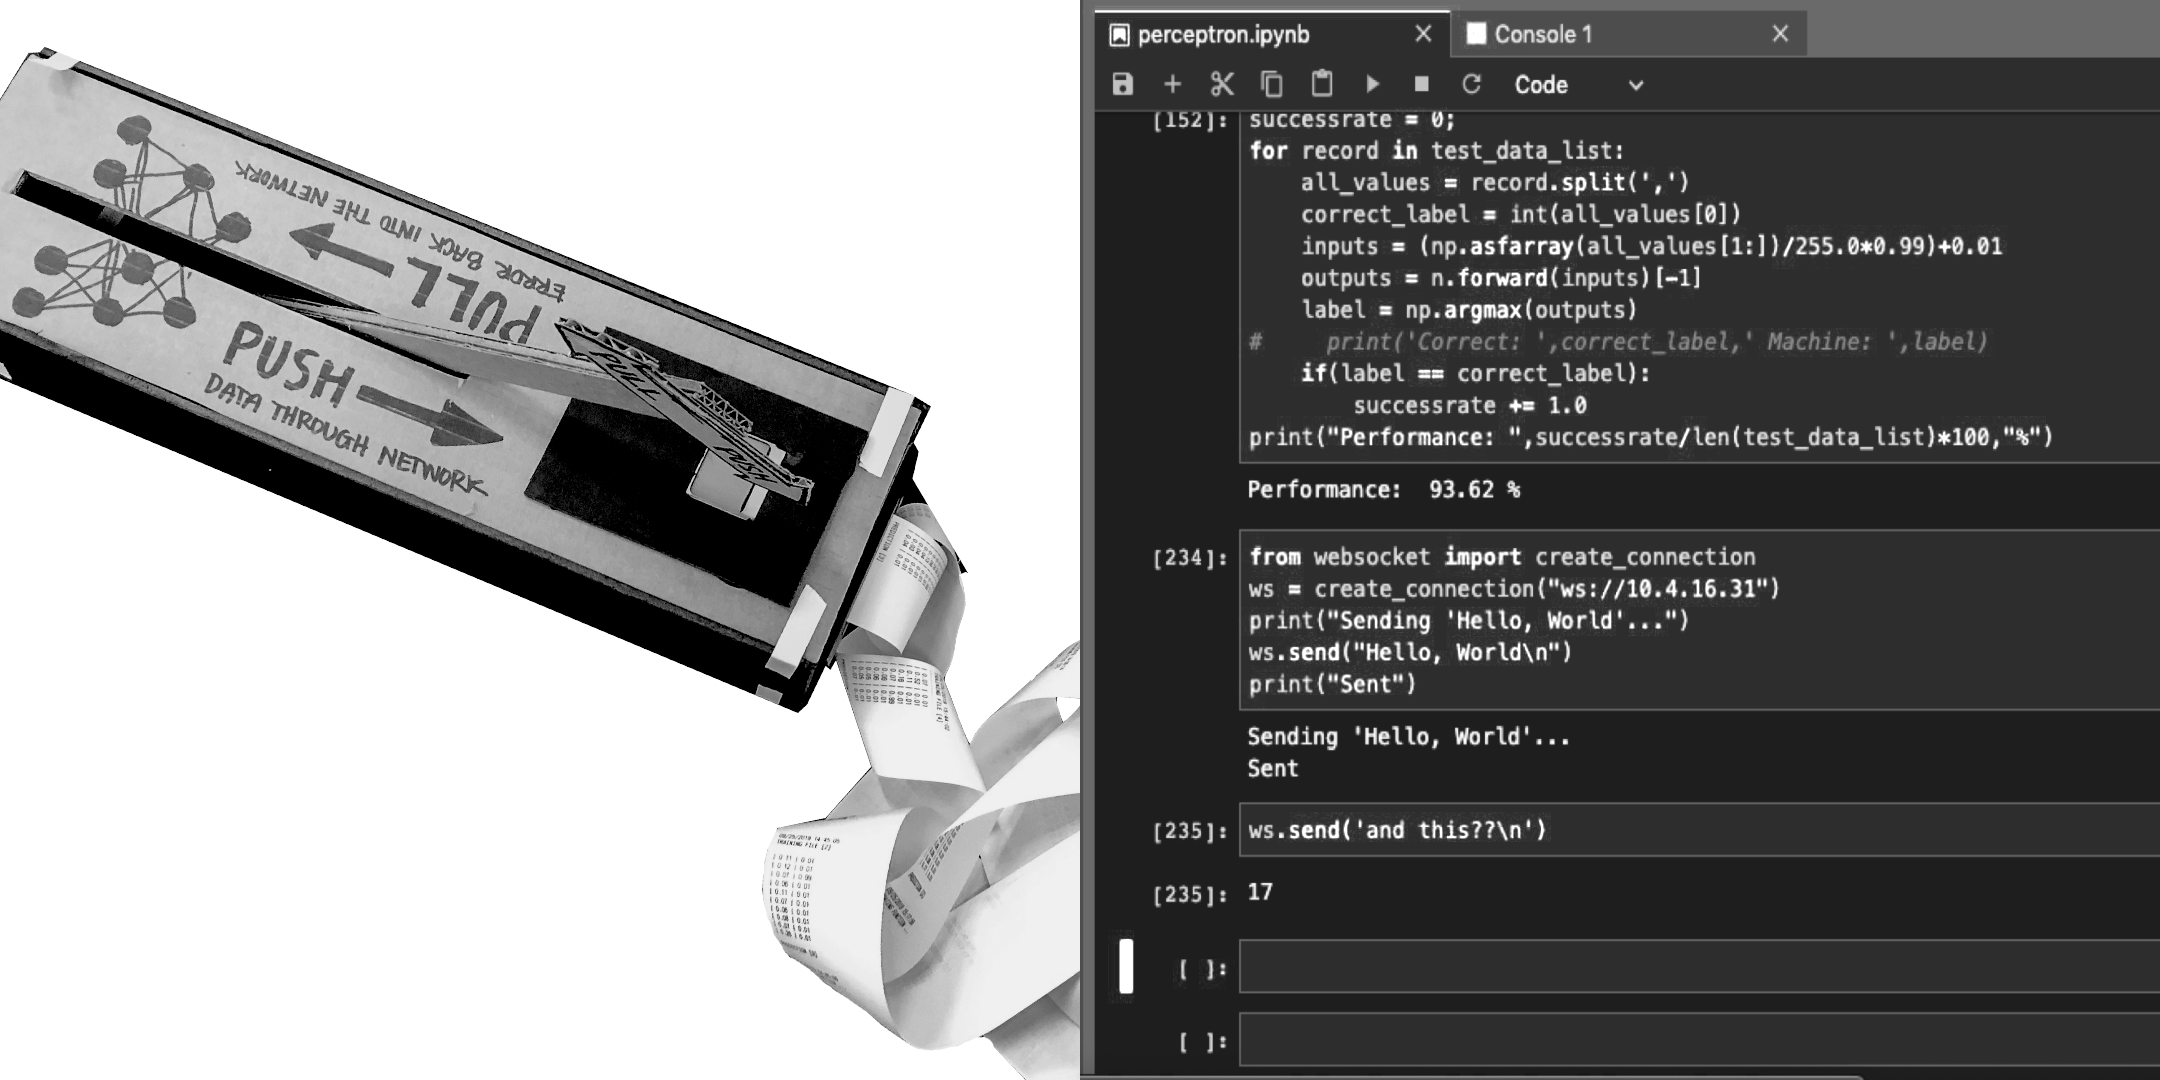 PULL
ERROR BACK INTO THE NETWORK
PUSH
DATA THROUGH NETWORK
PULL
PUSH
TRAINING FILE [2]
perceptron.ipynb
Console 1
Code
[152]: successrate = 0;
for record in test_data_list:
all_values = record.split(',')
correct_label = int(all_values[0])
inputs = (np.asfarray(all_values[1:])/255.0*0.99)+0.01
outputs = n.forward(inputs)[-1]
label = np.argmax(outputs)
# print('Correct: ',correct_label,' Machine: ',label)
if(label == correct_label):
successrate += 1.0
print("Performance: ",successrate/len(test_data_list)*100,"%")
Performance: 93.62 %
[234]: from websocket import create_connection
ws = create_connection("ws://10.4.16.31")
print("Sending 'Hello, World'...")
ws.send("Hello, World\n")
print("Sent")
Sending 'Hello, World'...
Sent
[235]: ws.send('and this??\n')
[235]: 17
[ ]:
[ ]: